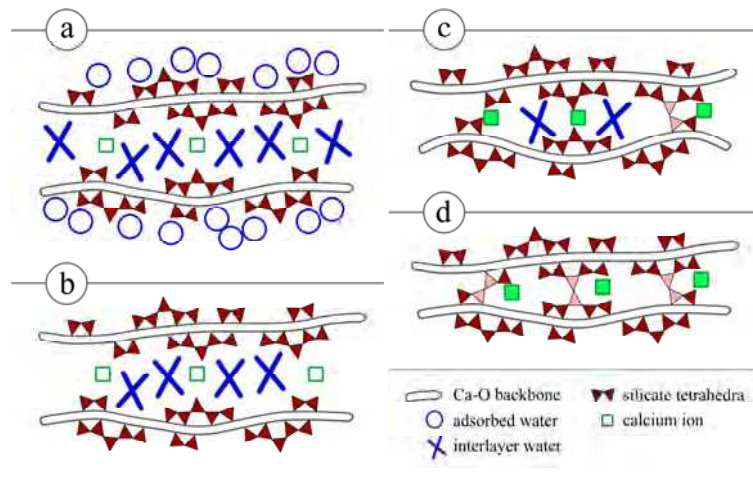 a
c
d
b
Ca-O backbone
silicate tetrahedra
adsorbed water
calcium ion
interlayer water